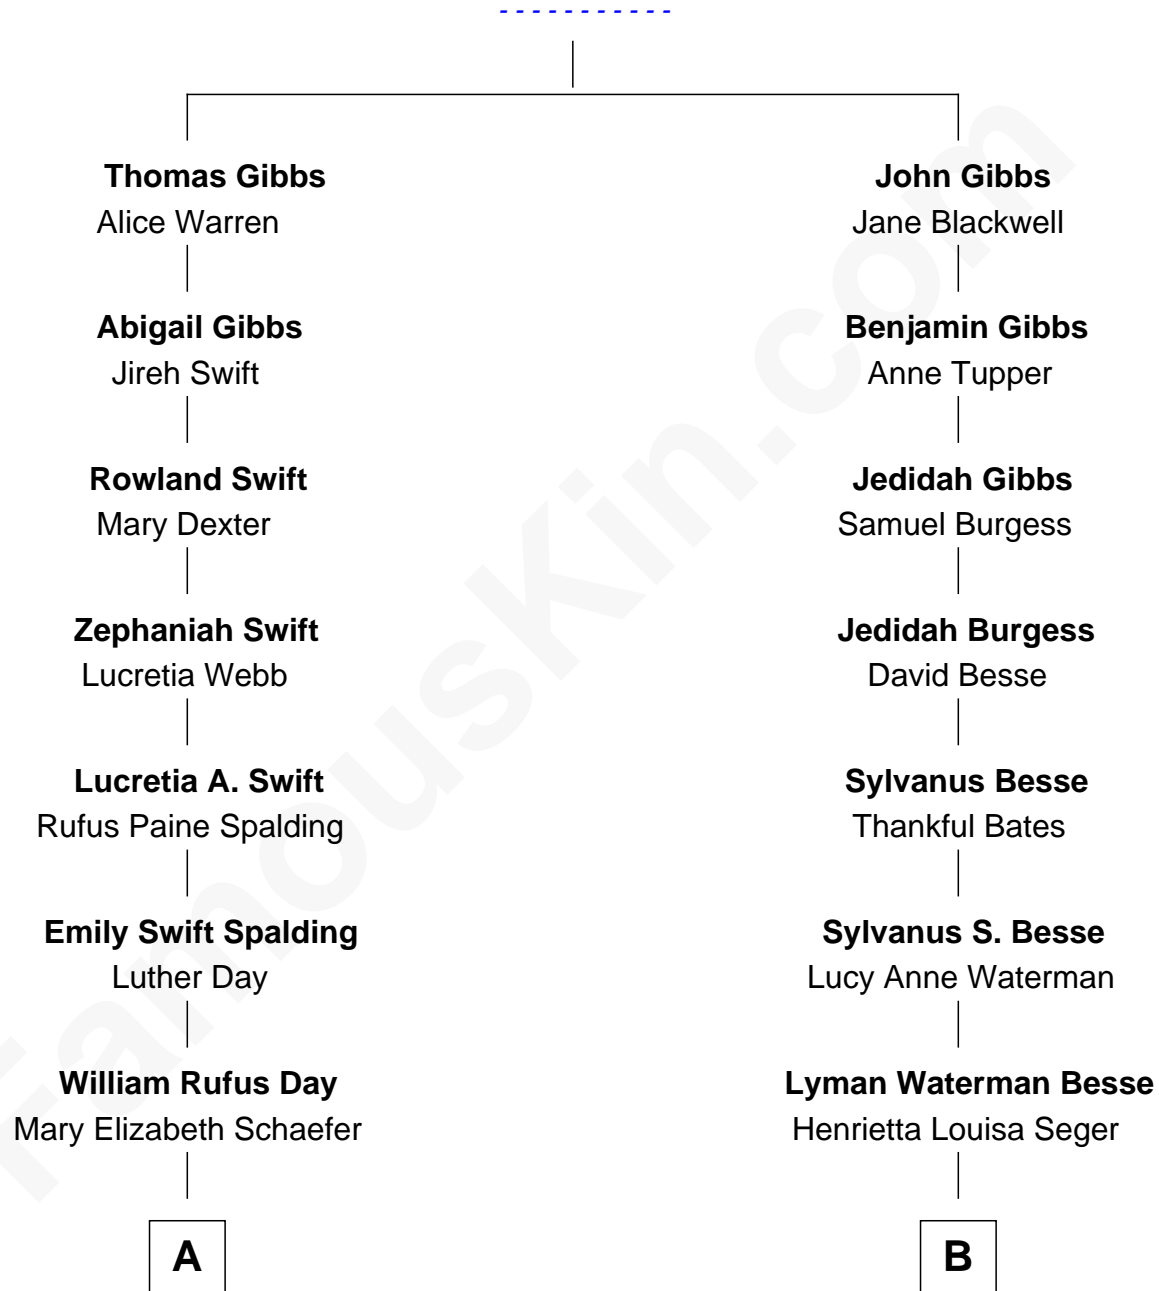 - - - - - - - - - - -
Thomas Gibbs
Alice Warren
Abigail Gibbs
Jireh Swift
Rowland Swift
Mary Dexter
Zephaniah Swift
Lucretia Webb
Lucretia A. Swift
Rufus Paine Spalding
Emily Swift Spalding
Luther Day
William Rufus Day
Mary Elizabeth Schaefer
A
John Gibbs
Jane Blackwell
Benjamin Gibbs
Anne Tupper
Jedidah Gibbs
Samuel Burgess
Jedidah Burgess
David Besse
Sylvanus Besse
Thankful Bates
Sylvanus S. Besse
Lucy Anne Waterman
Lyman Waterman Besse
Henrietta Louisa Seger
B
FamousKin.com